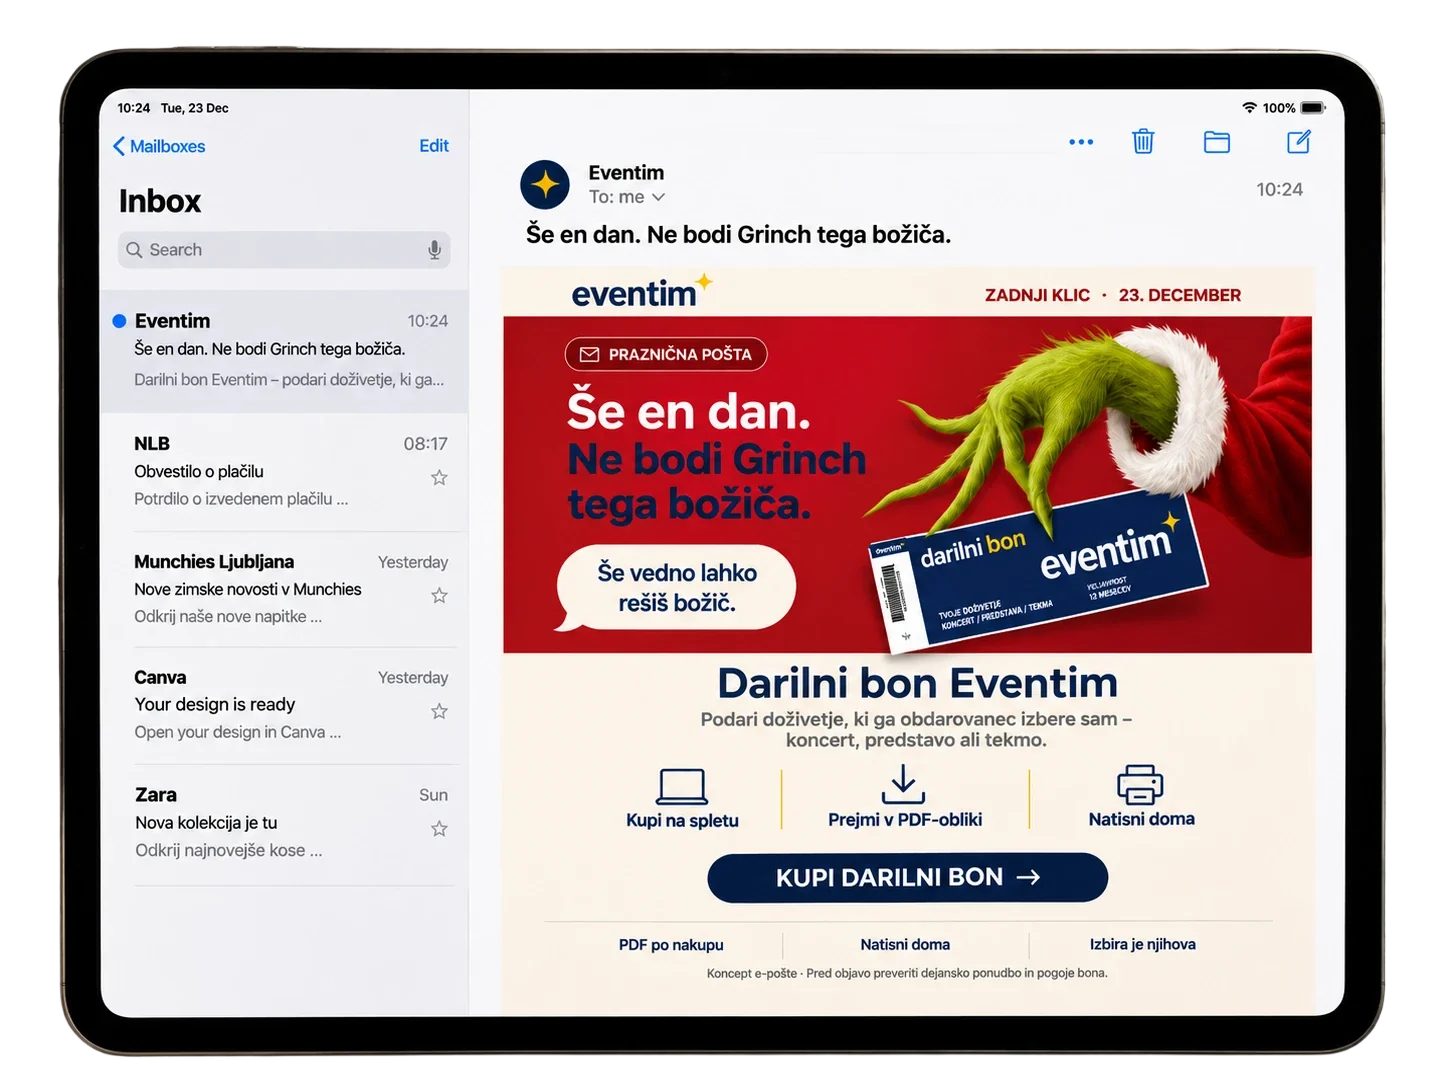 10:24 Tue, 23 Dec
100%
Mailboxes
Edit
Inbox
Search
Eventim
10:24
Še en dan. Ne bodi Grinch tega božiča.
Darilni bon Eventim – podari doživetje, ki ga...
NLB
08:17
Obvestilo o plačilu
Potrdilo o izvedenem plačilu ...
Munchies Ljubljana
Yesterday
Nove zimske novosti v Munchies
Odkrij naše nove napitke ...
Canva
Yesterday
Your design is ready
Open your design in Canva ...
Zara
Sun
Nova kolekcija je tu
Odkrij najnovejše kose ...
Eventim
To: me
10:24
Še en dan. Ne bodi Grinch tega božiča.
eventim
ZADNJI KLIC · 23. DECEMBER
PRAZNIČNA POŠTA
Še en dan.
Ne bodi Grinch
tega božiča.
Še vedno lahko
rešiš božič.
eventim
darilni bon
eventim
TVOJE DOŽIVETJE
KONCERT / PREDSTAVA / TEKMA
Darilni bon Eventim
Podari doživetje, ki ga obdarovanec izbere sam –
koncert, predstavo ali tekmo.
Kupi na spletu
Prejmi v PDF-obliki
Natisni doma
KUPI DARILNI BON →
PDF po nakupu
Natisni doma
Izbira je njihova
Koncept e-pošte · Pred objavo preveriti dejansko ponudbo in pogoje bona.